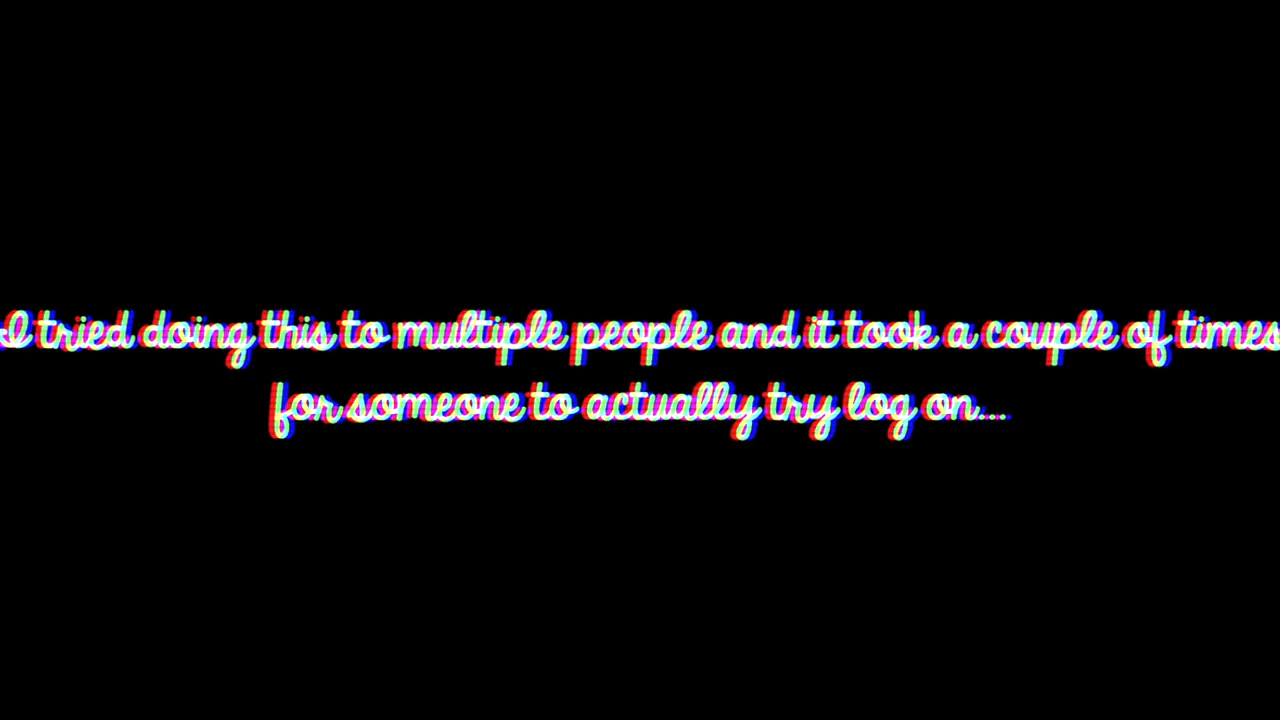 I tried doing this to multiple people and it took a couple of times
for someone to actually try log on...